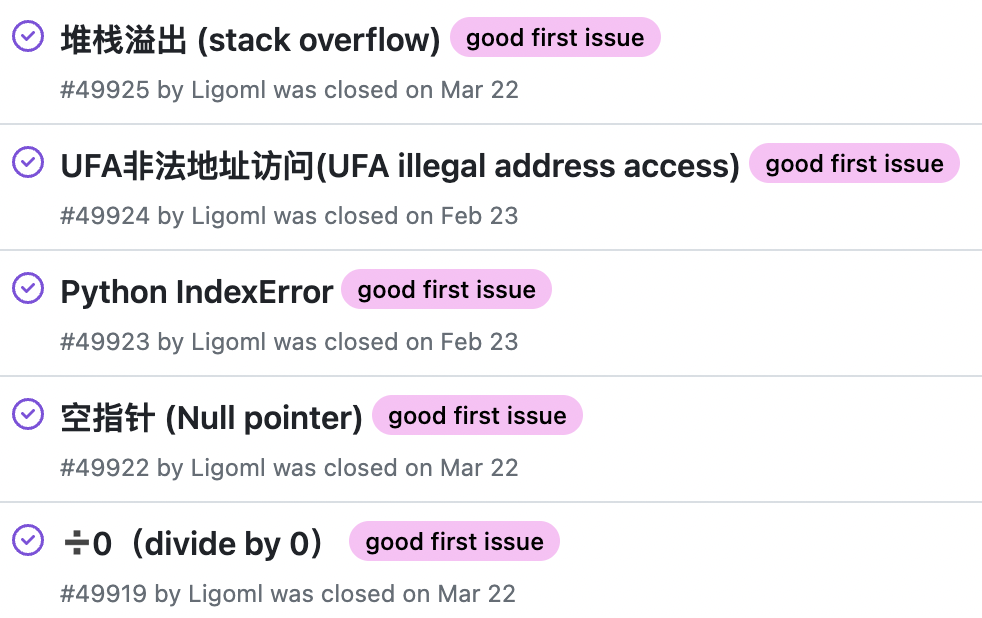 堆栈溢出 (stack overflow) good first issue
#49925 by Ligoml was closed on Mar 22
UFA非法地址访问(UFA illegal address access) good first issue
#49924 by Ligoml was closed on Feb 23
Python IndexError good first issue
#49923 by Ligoml was closed on Feb 23
空指针 (Null pointer) good first issue
#49922 by Ligoml was closed on Mar 22
÷0（divide by 0） good first issue
#49919 by Ligoml was closed on Mar 22